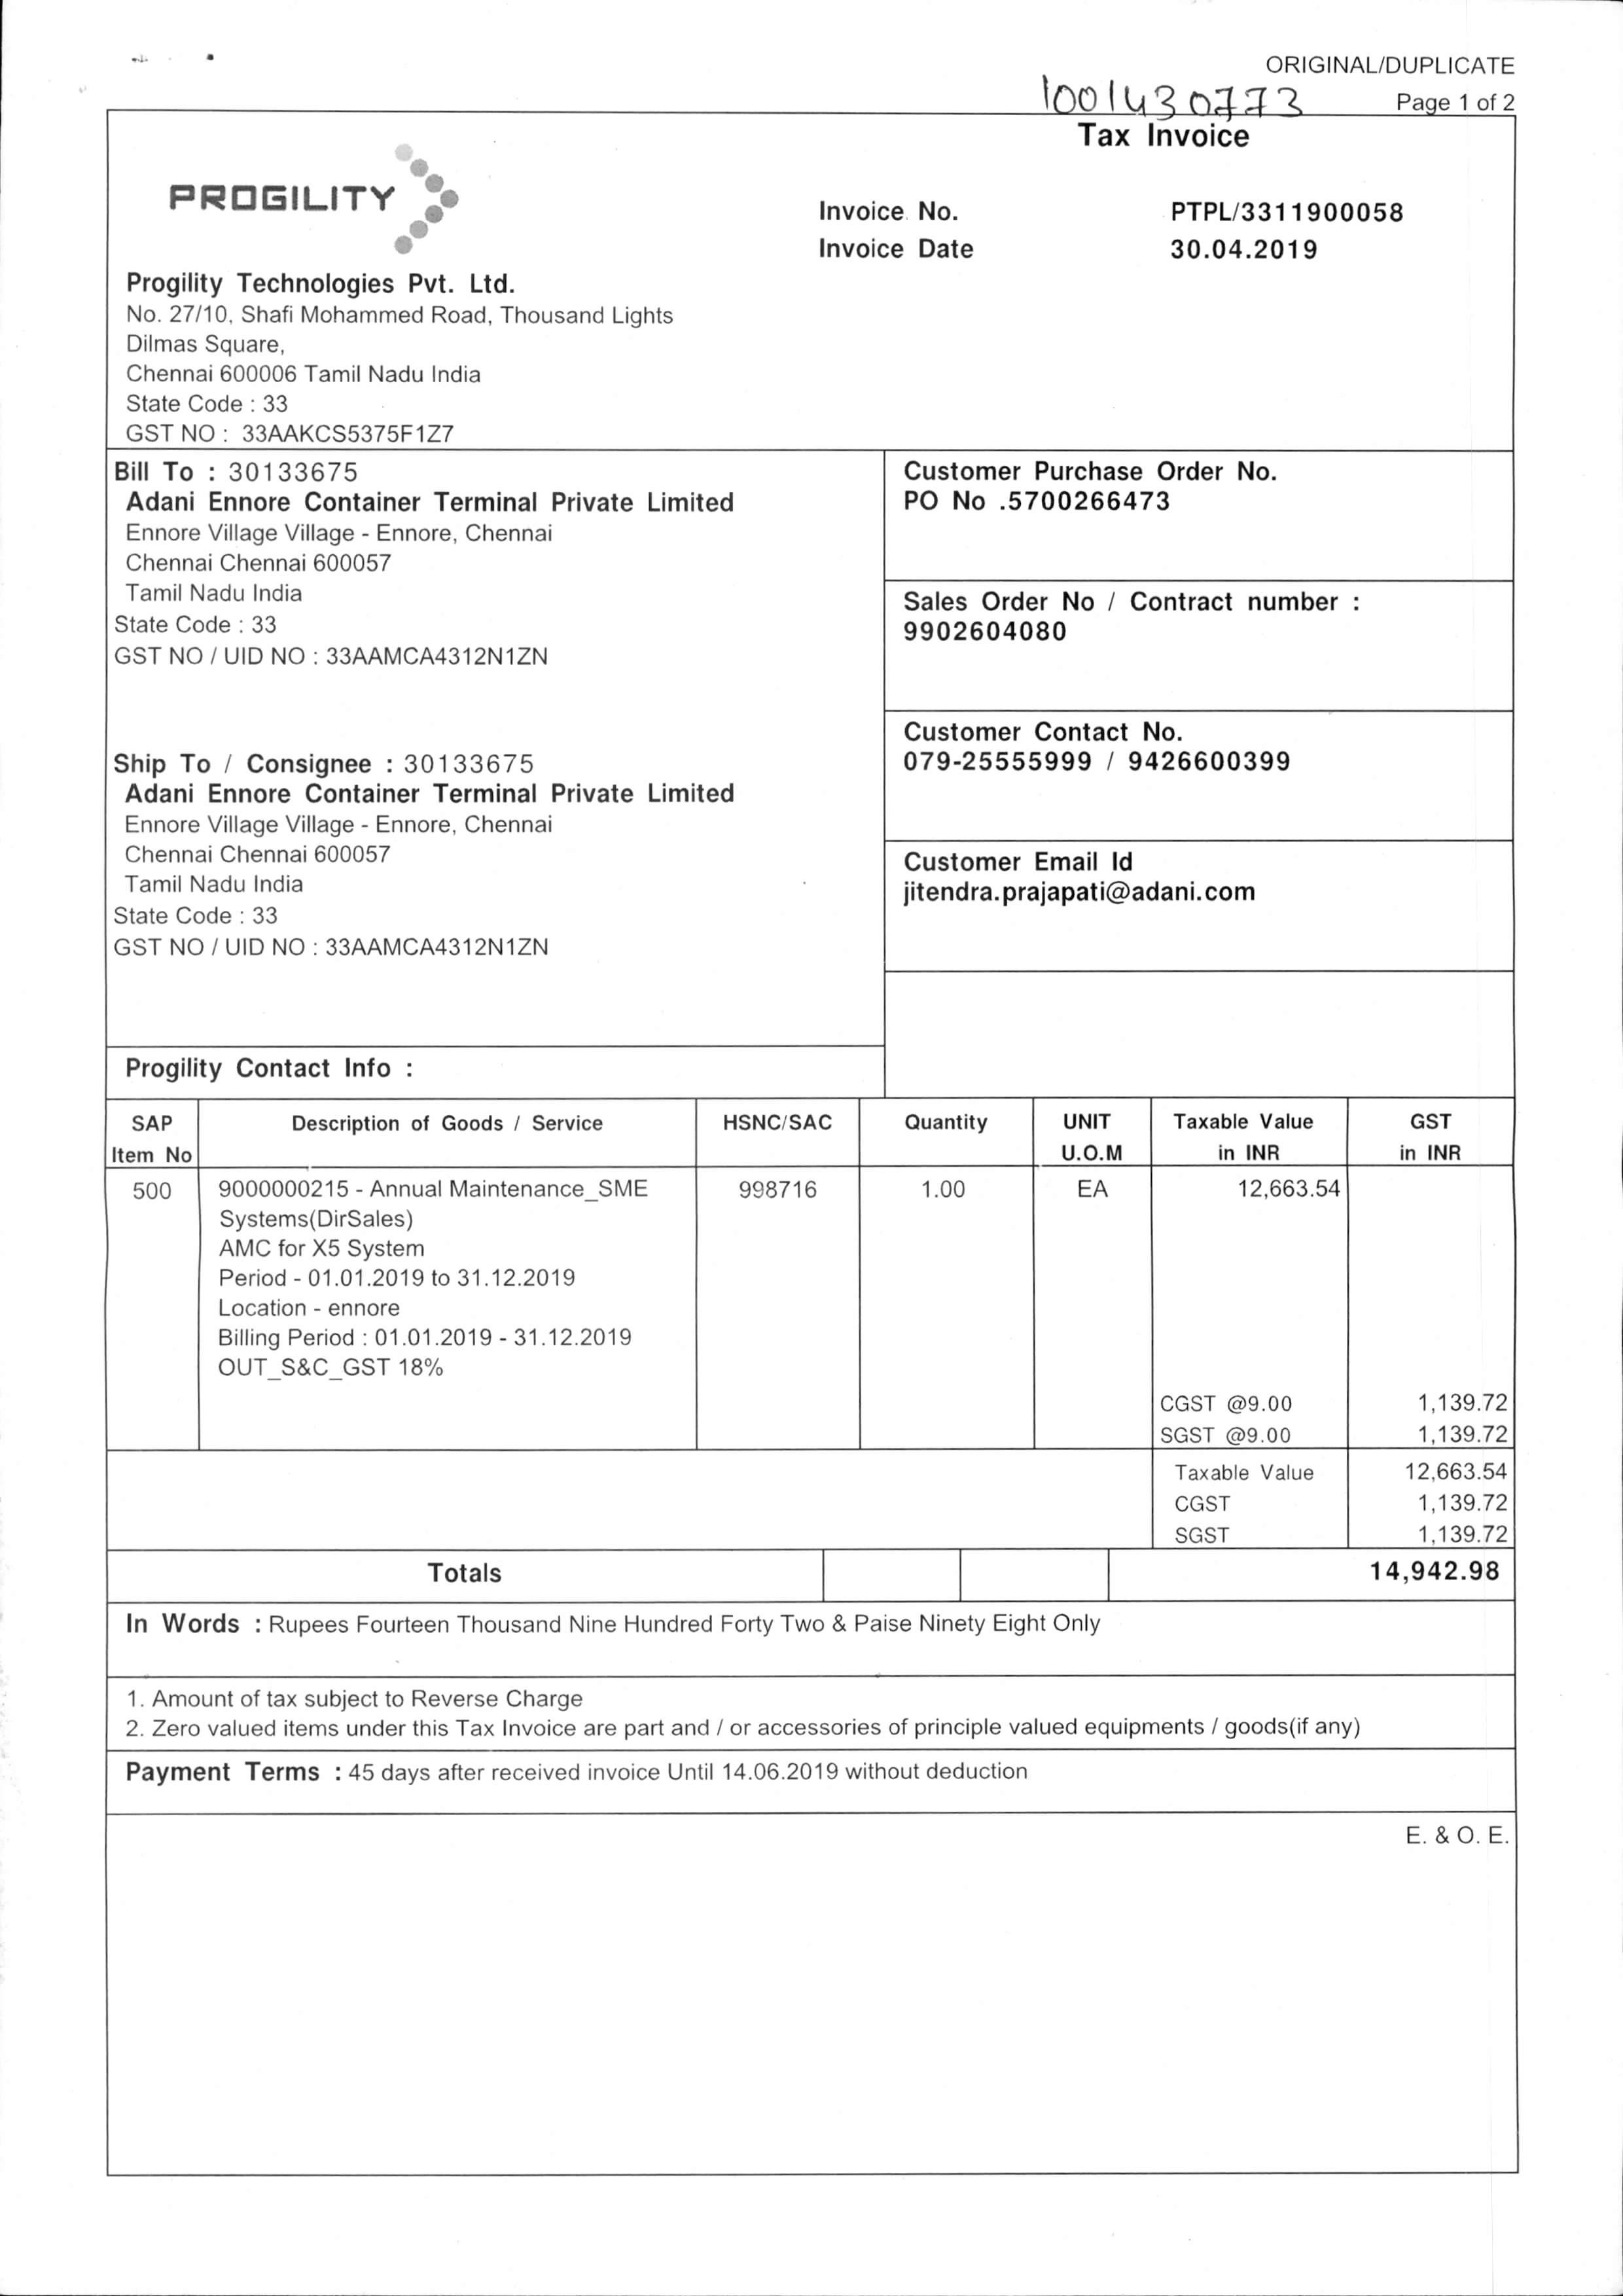 ORIGINAL/DUPLICATE
1001430773
Page 1 of 2
Tax Invoice
PROGILITY
Invoice No. PTPL/3311900058
Invoice Date 30.04.2019
Progility Technologies Pvt. Ltd.
No. 27/10, Shafi Mohammed Road, Thousand Lights
Dilmas Square,
Chennai 600006 Tamil Nadu India
State Code : 33
GST NO : 33AAKCS5375F1Z7
Bill To : 30133675
Adani Ennore Container Terminal Private Limited
Ennore Village Village - Ennore, Chennai
Chennai Chennai 600057
Tamil Nadu India
State Code : 33
GST NO / UID NO : 33AAMCA4312N1ZN
Ship To / Consignee : 30133675
Adani Ennore Container Terminal Private Limited
Ennore Village Village - Ennore, Chennai
Chennai Chennai 600057
Tamil Nadu India
State Code : 33
GST NO / UID NO : 33AAMCA4312N1ZN
Customer Purchase Order No.
PO No .5700266473
Sales Order No / Contract number :
9902604080
Customer Contact No.
079-25555999 / 9426600399
Customer Email Id
jitendra.prajapati@adani.com
Progility Contact Info :
SAP Description of Goods / Service HSNC/SAC Quantity UNIT Taxable Value GST
Item No U.O.M in INR in INR
500 9000000215 - Annual Maintenance_SME 998716 1.00 EA 12,663.54
Systems(DirSales)
AMC for X5 System
Period - 01.01.2019 to 31.12.2019
Location - ennore
Billing Period : 01.01.2019 - 31.12.2019
OUT_S&C_GST 18%
CGST @9.00 1,139.72
SGST @9.00 1,139.72
Taxable Value 12,663.54
CGST 1,139.72
SGST 1,139.72
Totals 14,942.98
In Words : Rupees Fourteen Thousand Nine Hundred Forty Two & Paise Ninety Eight Only
1. Amount of tax subject to Reverse Charge
2. Zero valued items under this Tax Invoice are part and / or accessories of principle valued equipments / goods(if any)
Payment Terms : 45 days after received invoice Until 14.06.2019 without deduction
E. & O. E.